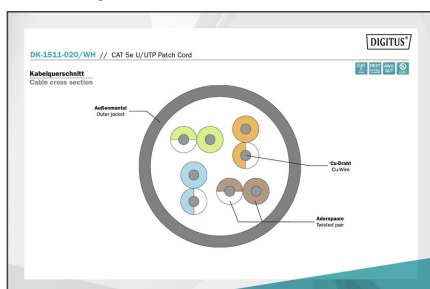 DIGITUS®
DK-1511-020/WH // CAT 5e U/UTP Patch Cord
Kabelquerschnitt
Cable cross section
Außenmantel
Outer jacket
Cu-Draht
Cu-Wire
Adernpaare
Twisted pair